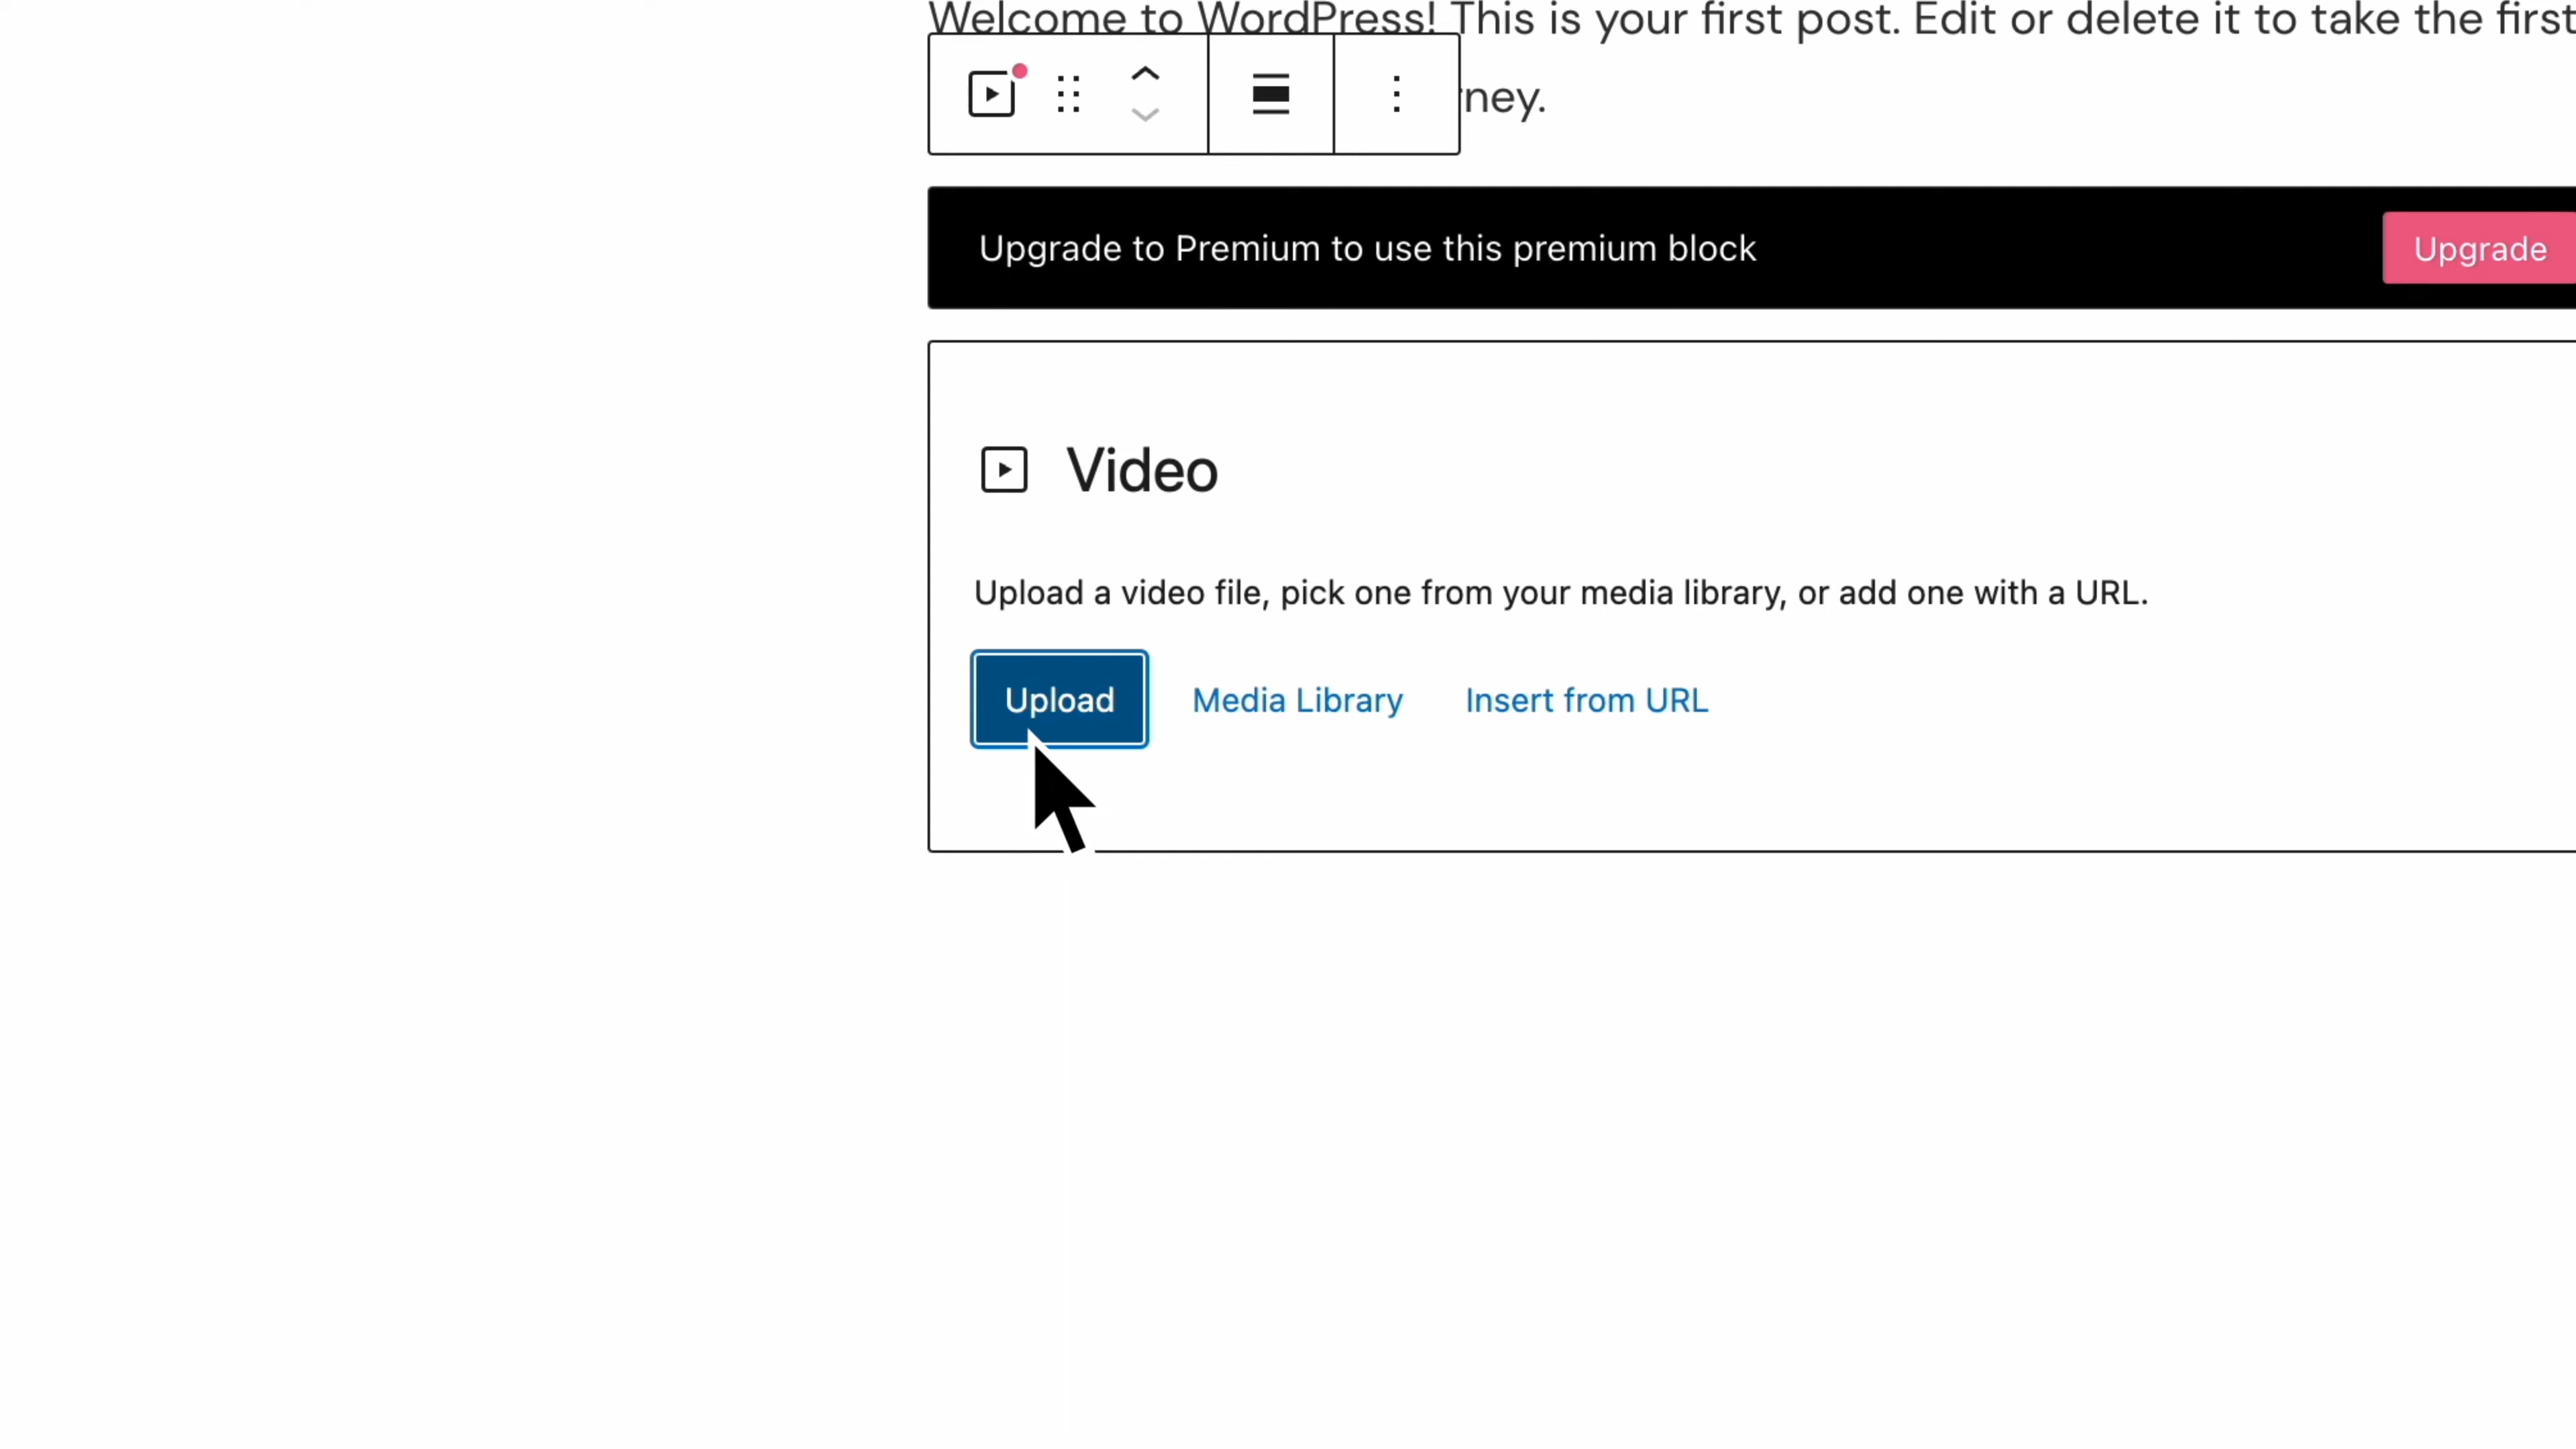 Welcome to WordPress! This is your first post. Edit or delete it to take the first
ney.
Upgrade to Premium to use this premium block
Upgrade
Video
Upload a video file, pick one from your media library, or add one with a URL.
Upload Media Library Insert from URL